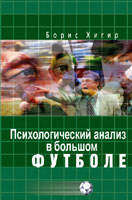 Борис Хигир
Психологический анализ
в большом
ФУТБОЛЕ